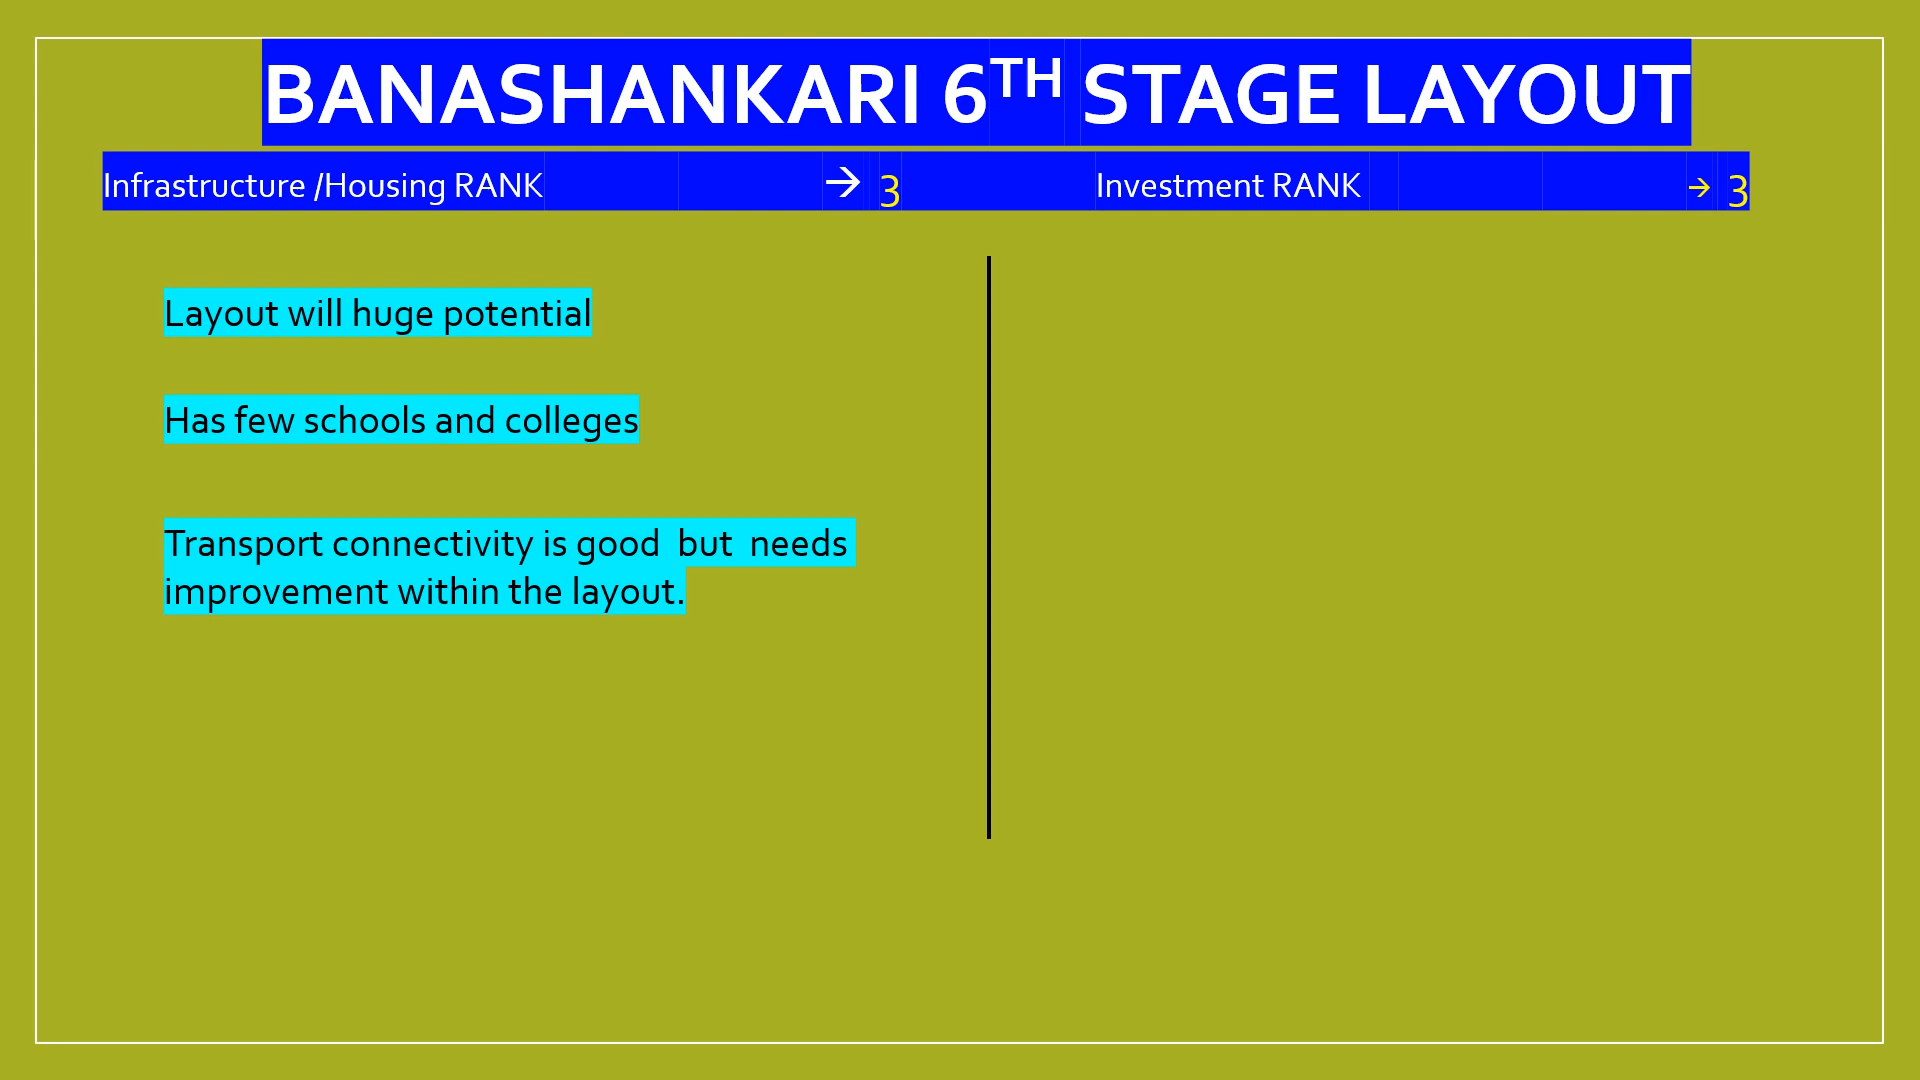 BANASHANKARI 6TH STAGE LAYOUT
Infrastructure /Housing RANK → 3 Investment RANK → 3
Layout will huge potential
Has few schools and colleges
Transport connectivity is good but needs
improvement within the layout.